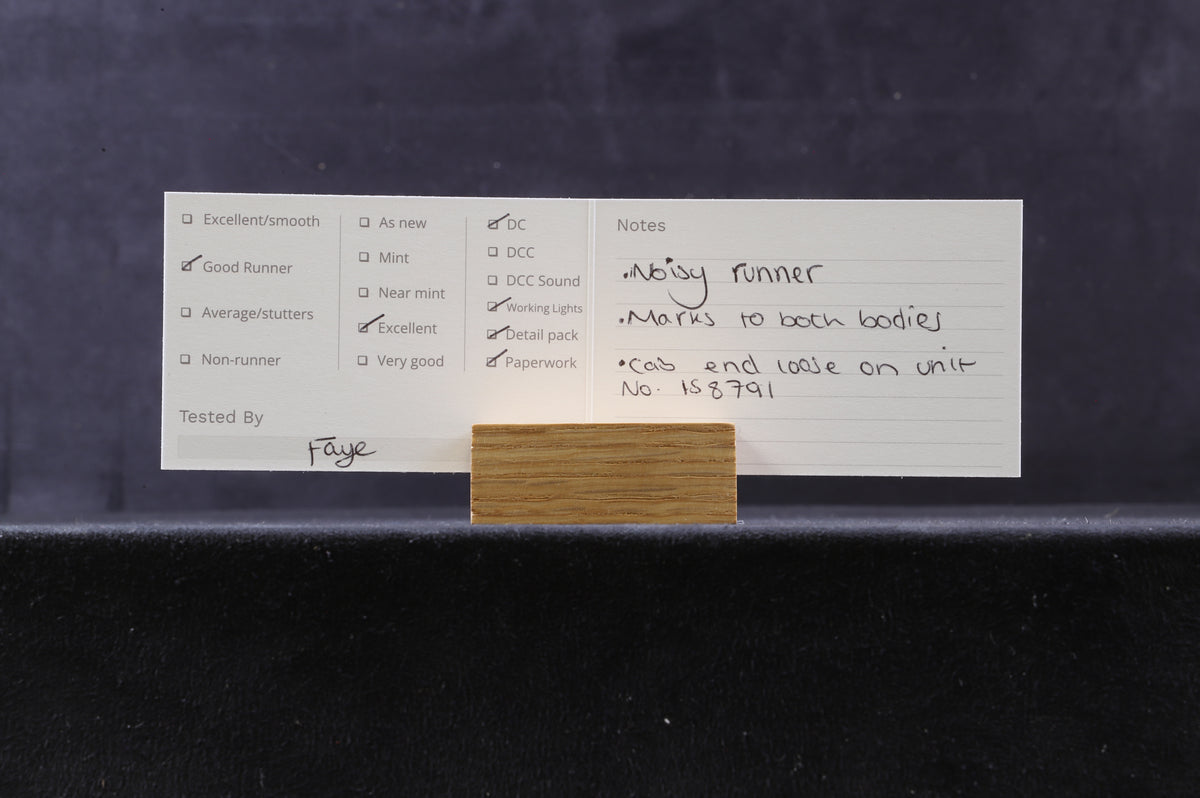 Excellent/smooth
Good Runner
Average/stutters
Non-runner
As new
Mint
Near mint
Excellent
Very good
DC
DCC
DCC Sound
Working Lights
Detail pack
Paperwork
Tested By
Faye
Notes
•Noisy runner
•Marks to both bodies
•Cab end loose on unit
No. 158791